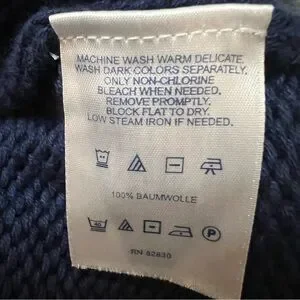 MACHINE WASH WARM DELICATE.
WASH DARK COLORS SEPARATELY.
ONLY NON-CHLORINE
BLEACH WHEN NEEDED.
REMOVE PROMPTLY.
BLOCK FLAT TO DRY.
LOW STEAM IRON IF NEEDED.
100% BAUMWOLLE
P
RN 82830